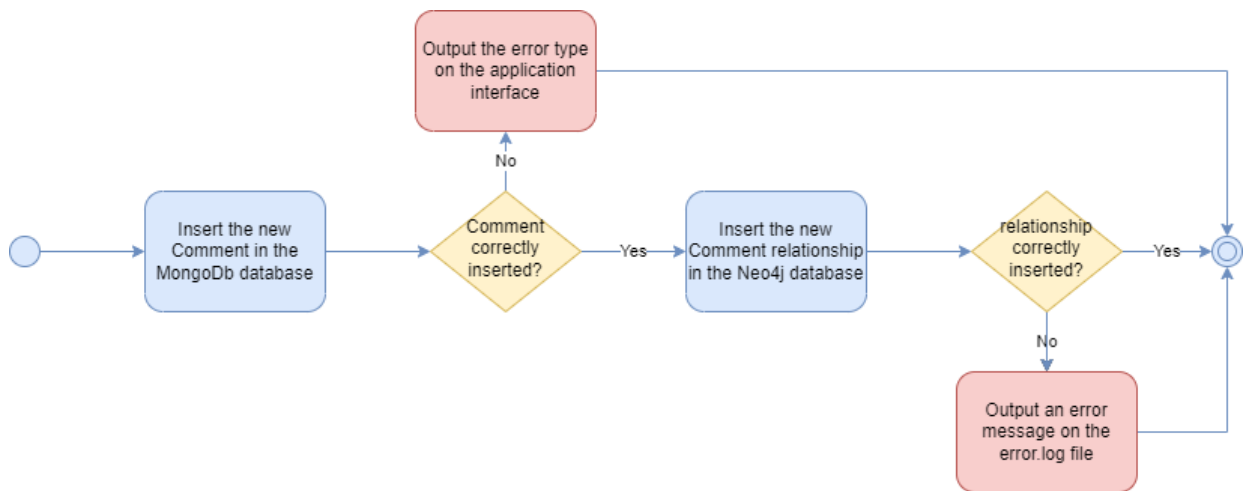 Output the error type
on the application
interface
No
Insert the new
Comment in the
MongoDb database
Comment
correctly
inserted?
Yes
Insert the new
Comment relationship
in the Neo4j database
relationship
correctly
inserted?
Yes
No
Output an error
message on the
error.log file